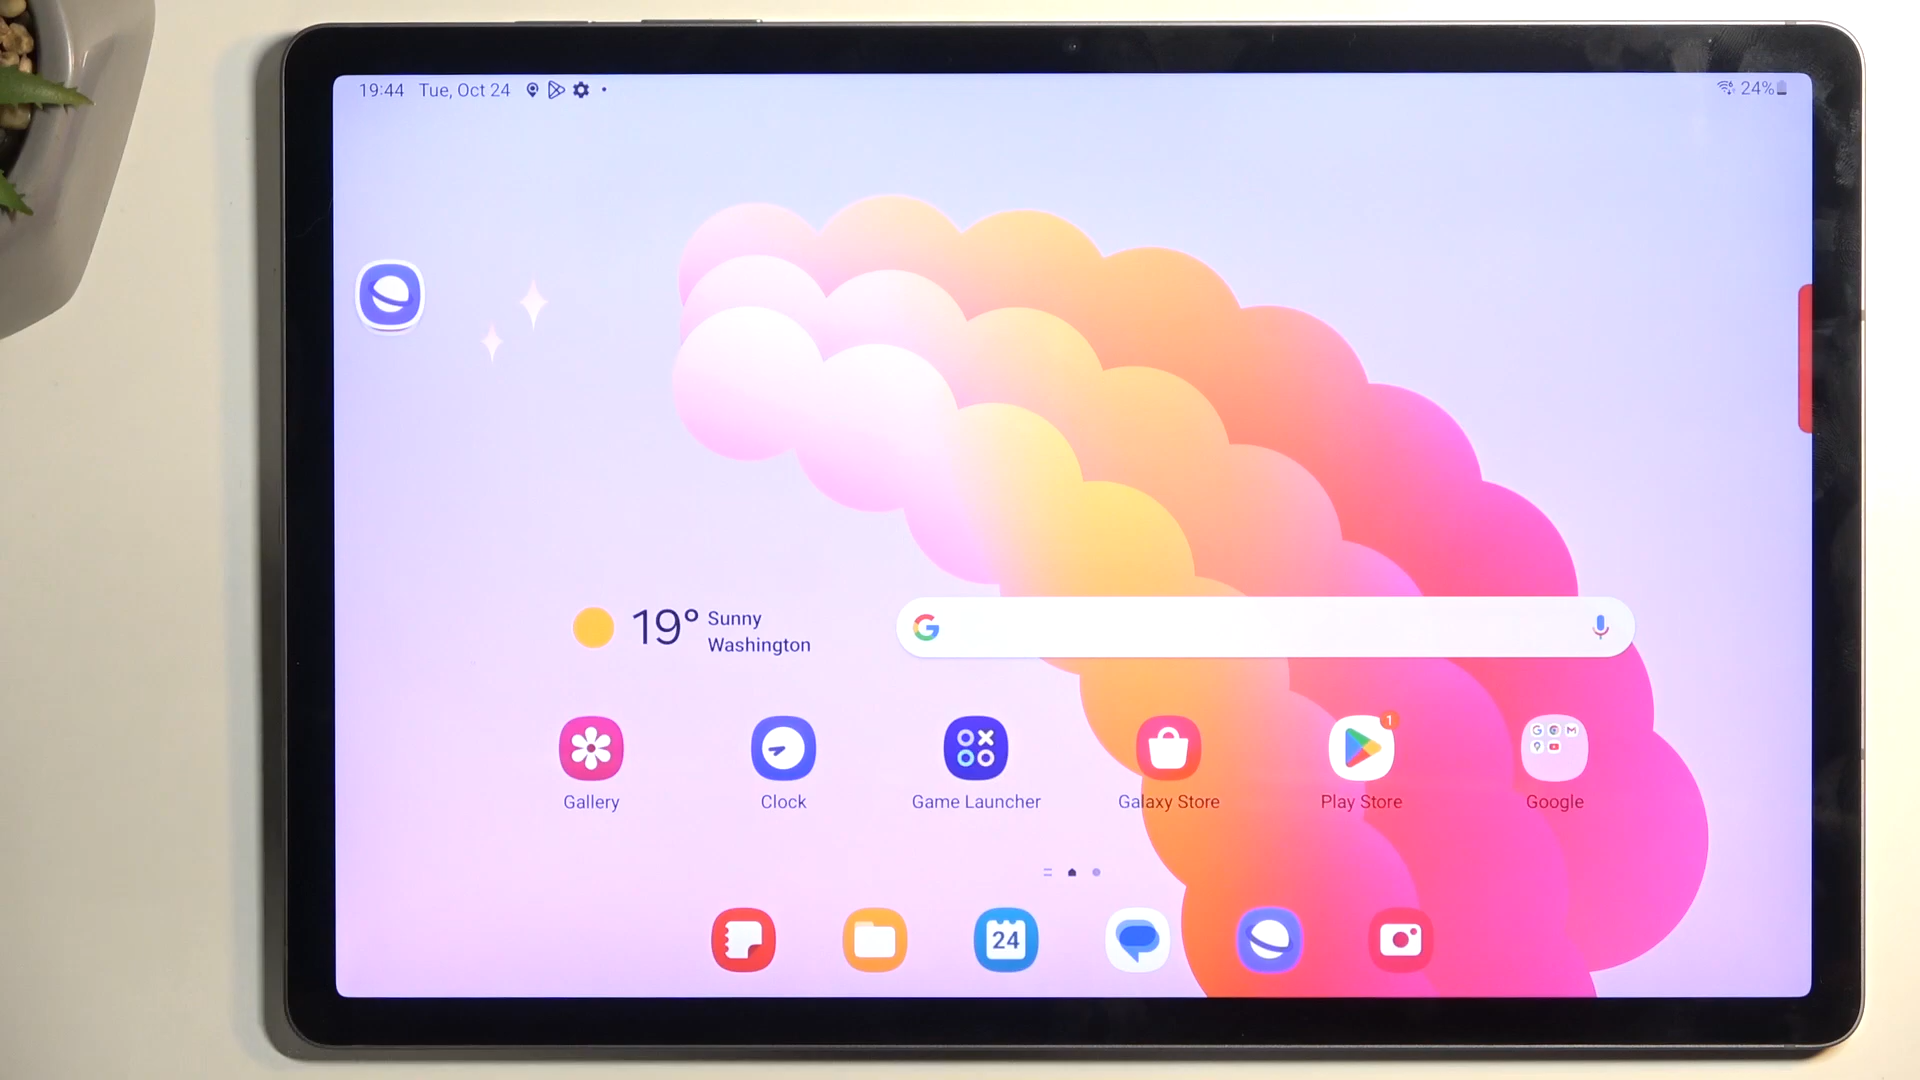 19:44 Tue, Oct 24
24%
19° Sunny
Washington
G
1
G M
Gallery Clock Game Launcher Galaxy Store Play Store Google
24